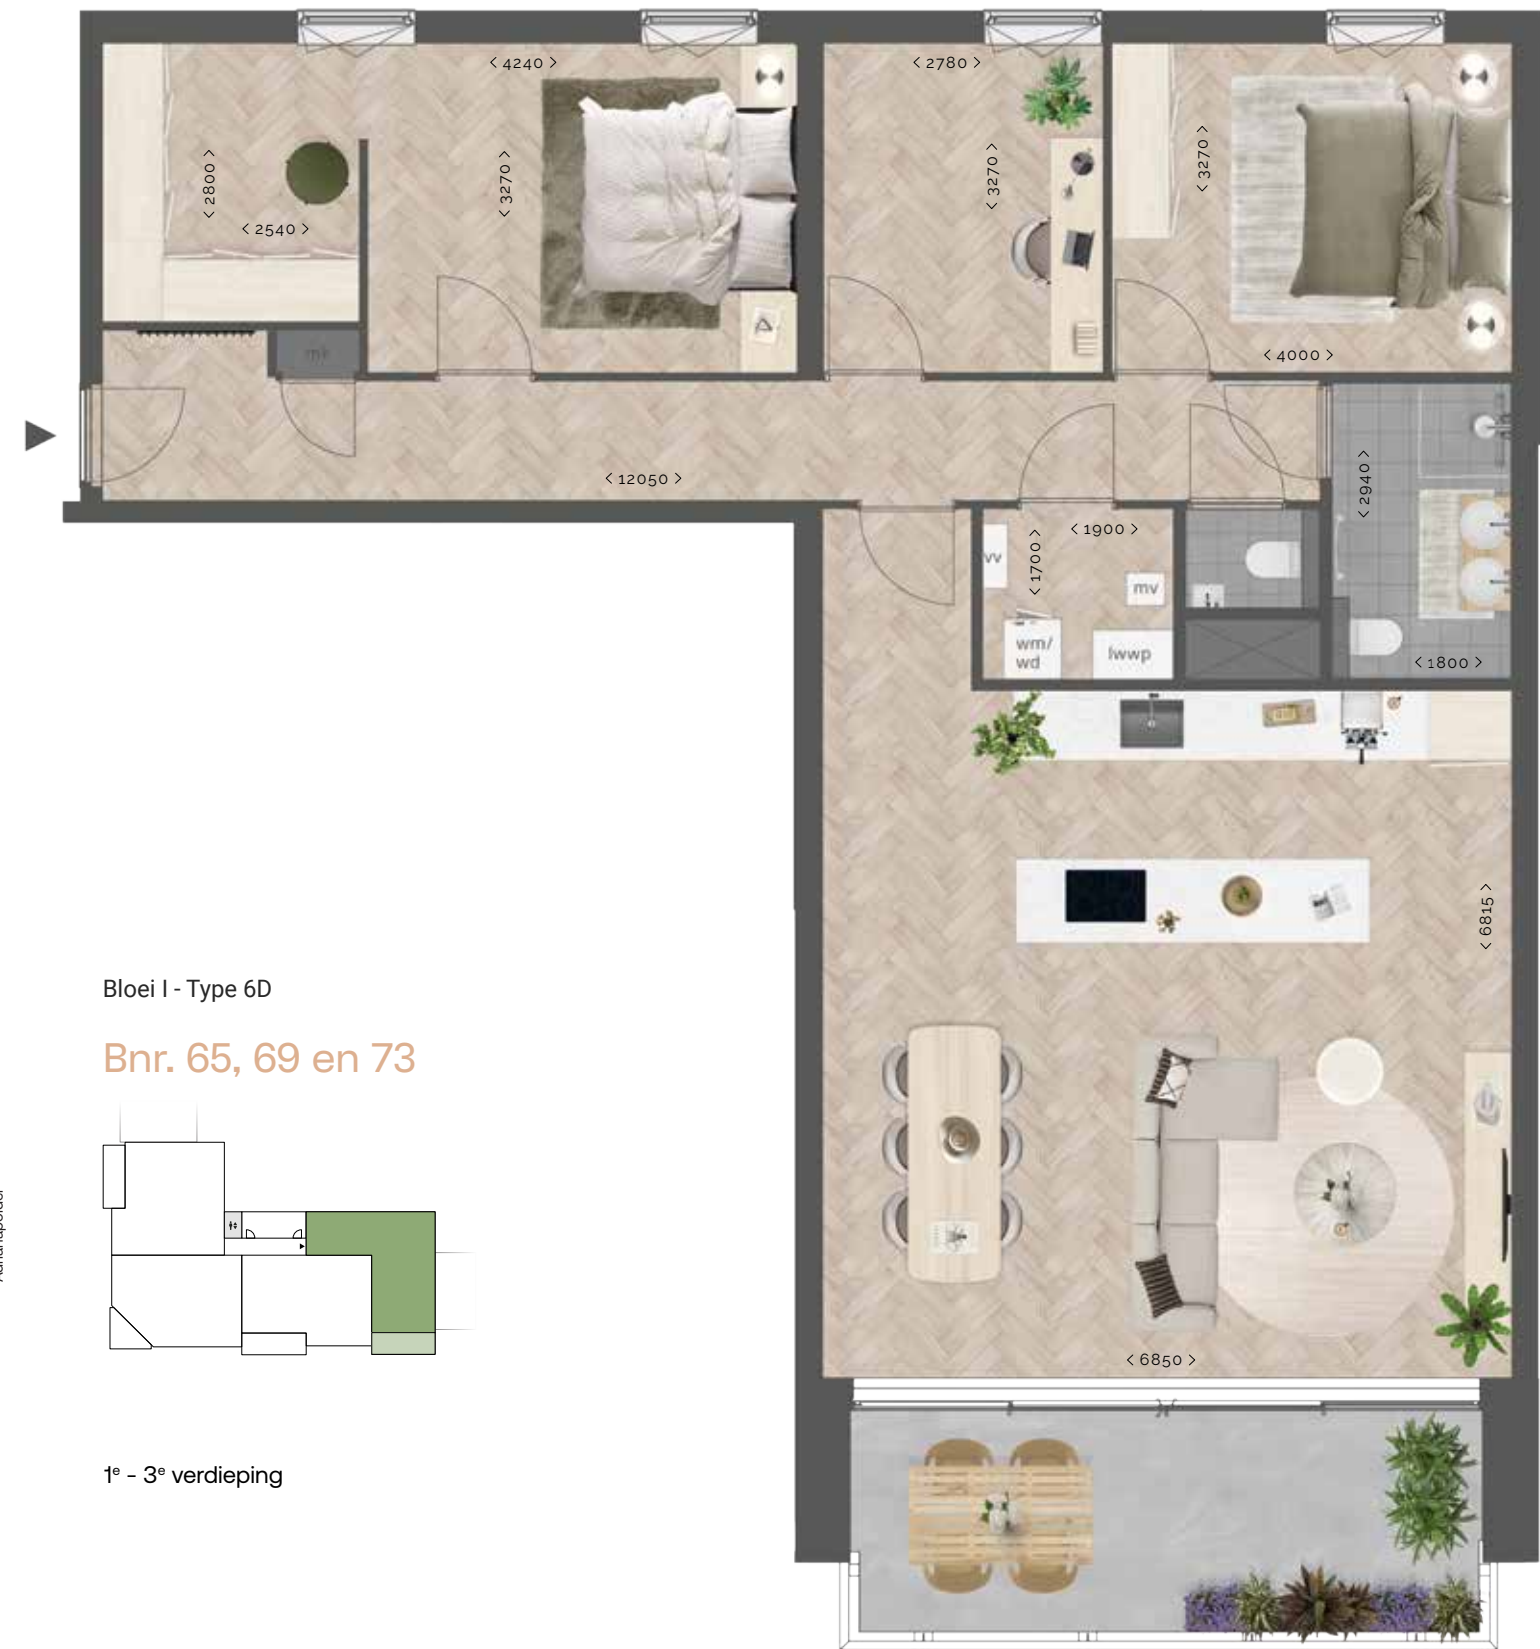 < 4240 >
< 2780 >
< 2800 >
< 3270 >
< 3270 >
< 3270 >
< 2540 >
mk
< 4000 >
< 12050 >
< 2940 >
< 1900 >
< 1700 >
vv
mv
wm/
wd
lwwp
< 1800 >
< 6815 >
Bloei I - Type 6D
Bnr. 65, 69 en 73
< 6850 >
1e - 3e verdieping